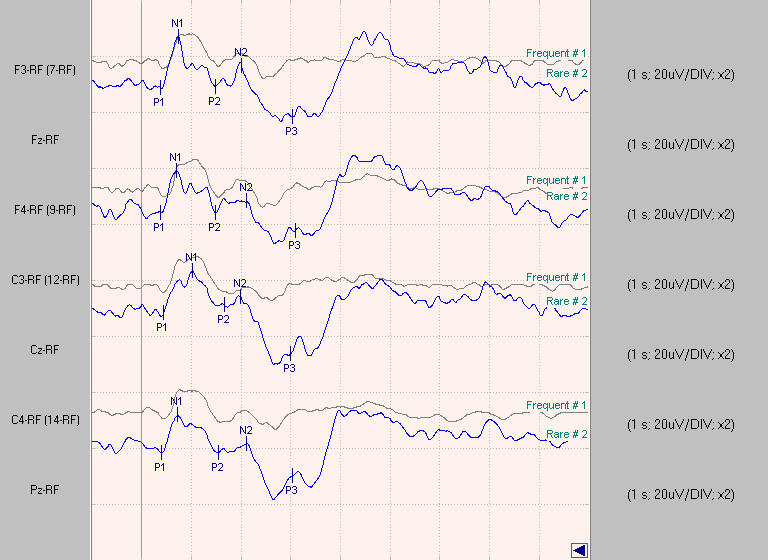 N1
Frequent # 1
N2
F3-RF (7-RF)
Rare # 2
(1 s; 20uV/DIV; x2)
P1
P2
P3
Fz-RF
(1 s; 20uV/DIV; x2)
N1
Frequent # 1
N2
Rare # 2
F4-RF (9-RF)
(1 s; 20uV/DIV; x2)
P1
P2
P3
N1
Frequent # 1
C3-RF (12-RF)
N2
(1 s; 20uV/DIV; x2)
Rare # 2
P1
P2
Cz-RF
(1 s; 20uV/DIV; x2)
P3
N1
Frequent # 1
C4-RF (14-RF)
(1 s; 20uV/DIV; x2)
N2
Rare # 2
P1
P2
P3
Pz-RF
(1 s; 20uV/DIV; x2)